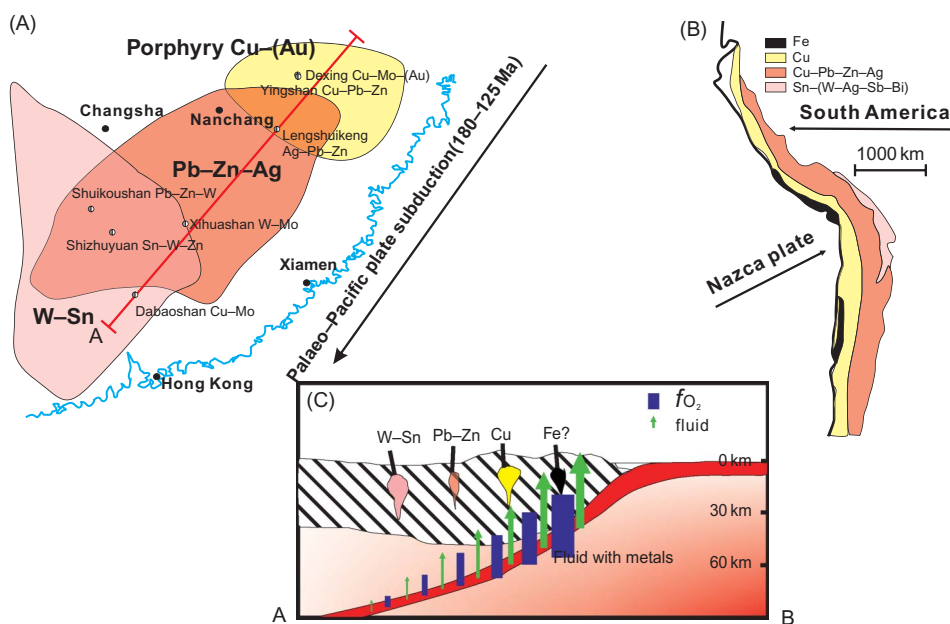 (A)
Porphyry Cu–(Au)
Dexing Cu–Mo–(Au)
Yingshan Cu–Pb–Zn
Changsha
Nanchang
Lengshuikeng
Ag–Pb–Zn
Pb–Zn–Ag
Shuikoushan Pb–Zn–W
Xihuashan W–Mo
Shizhuyuan Sn–W–Zn
Xiamen
W–Sn
A
Dabaoshan Cu–Mo
Hong Kong
Palaeo–Pacific plate subduction(180–125 Ma)
(B)
Fe
Cu
Cu–Pb–Zn–Ag
Sn–(W–Ag–Sb–Bi)
South America
1000 km
Nazca plate
(C)
fO2
fluid
W–Sn
Pb–Zn
Cu
Fe?
0 km
30 km
Fluid with metals
60 km
A
B